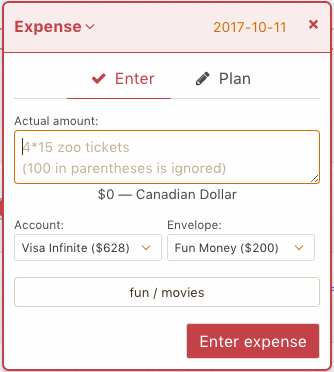 Expense 2017-10-11
Enter Plan
Actual amount:
4*15 zoo tickets
(100 in parentheses is ignored)
$0 — Canadian Dollar
Account: Envelope:
Visa Infinite ($628) Fun Money ($200)
fun / movies
Enter expense